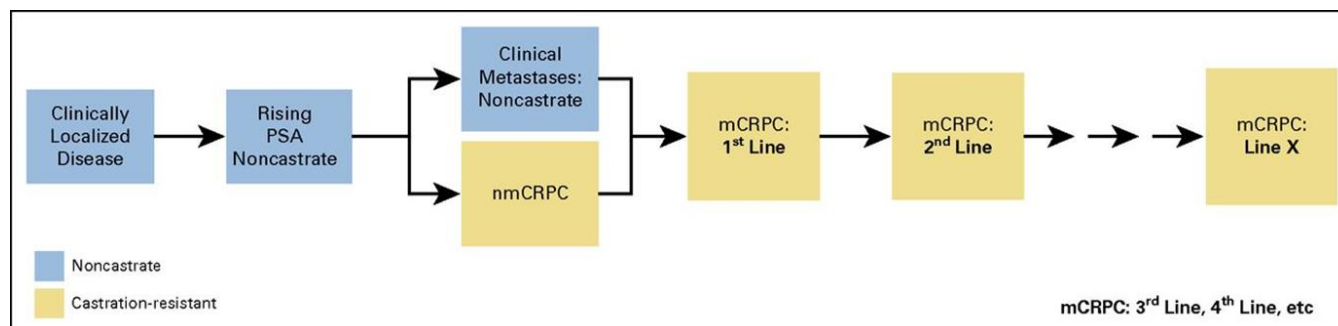 Clinically
Localized
Disease
Rising
PSA
Noncastrate
Clinical
Metastases:
Noncastrate
nmCRPC
mCRPC:
1st Line
mCRPC:
2nd Line
mCRPC:
Line X
Noncastrate
Castration-resistant
mCRPC: 3rd Line, 4th Line, etc